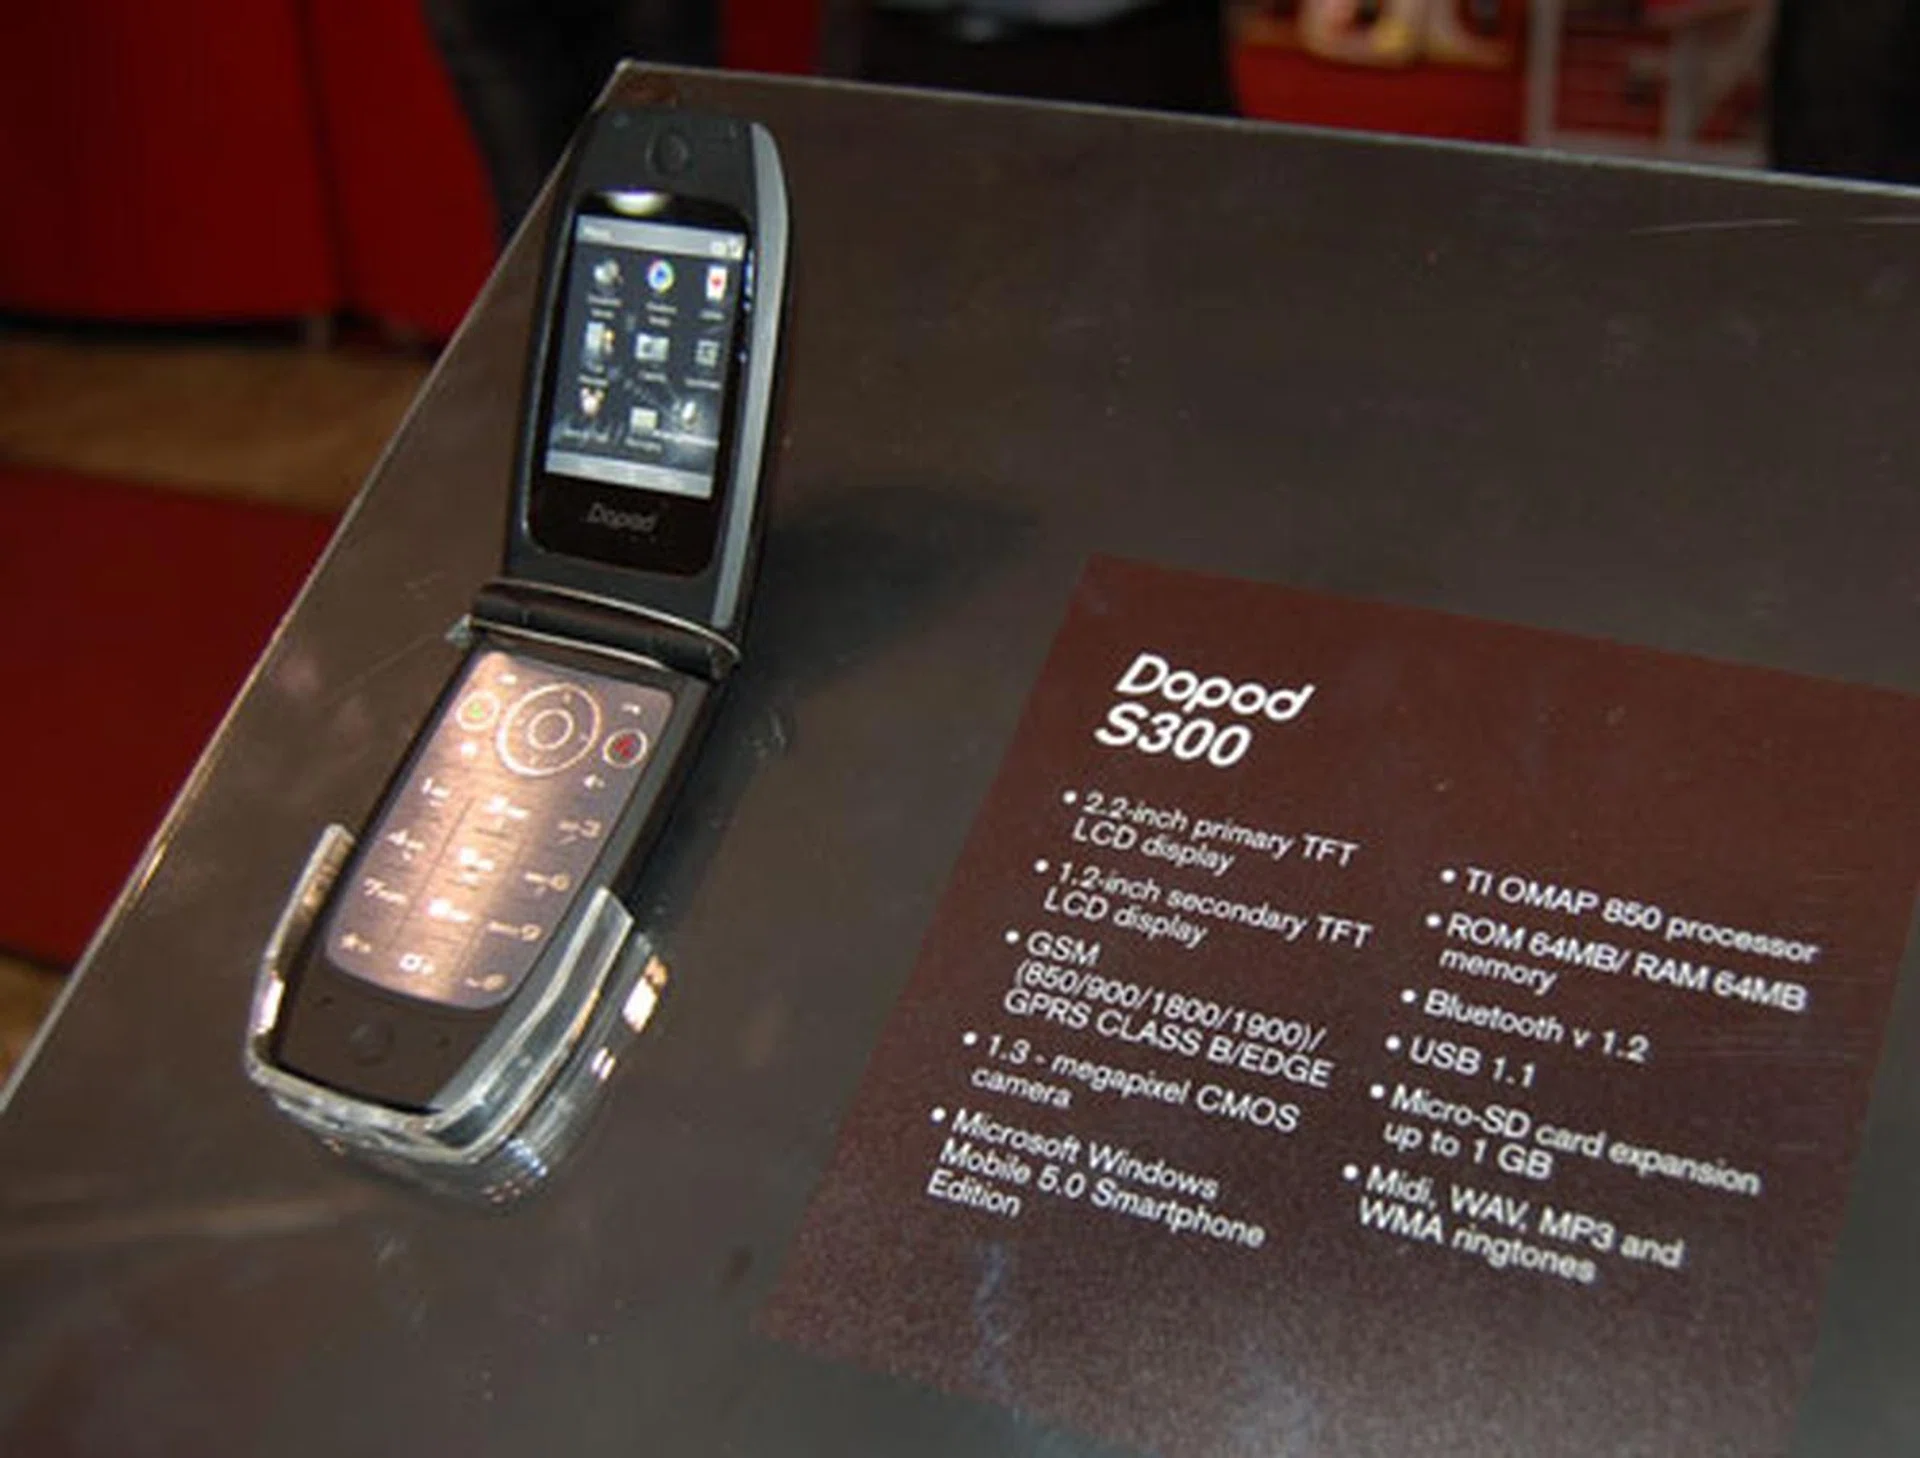 Dopod
Dopod
S300
• 2.2-inch primary TFT
LCD display
• 1.2-inch secondary TFT
LCD display
• GSM
(850/900/1800/1900)/
GPRS CLASS B/EDGE
• 1.3 - megapixel CMOS
camera
• Microsoft Windows
Mobile 5.0 Smartphone
Edition
• TI OMAP 850 processor
• ROM 64MB/ RAM 64MB
memory
• Bluetooth v 1.2
• USB 1.1
• Micro-SD card expansion
up to 1 GB
• Midi, WAV, MP3 and
WMA ringtones